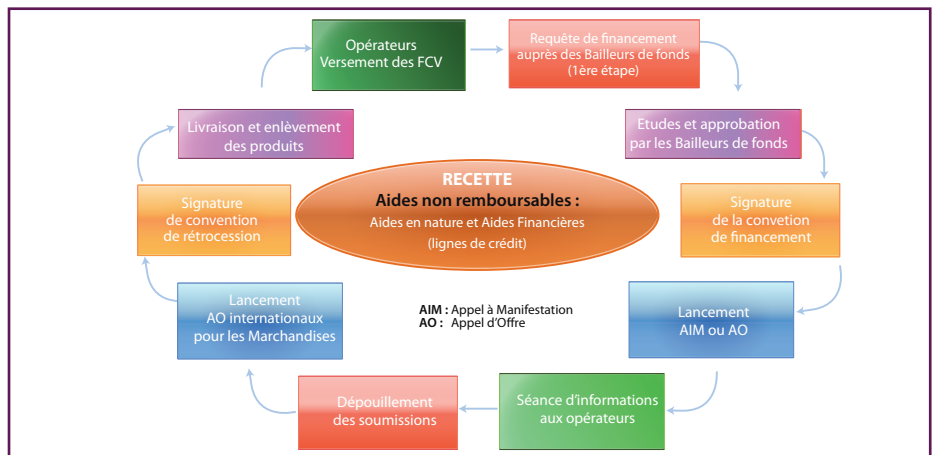 Opérateurs
Versement des FCV
Requête de financement
auprès des Bailleurs de fonds
(1ère étape)
Livraison et enlèvement
des produits
Etudes et approbation
par les Bailleurs de fonds
RECETTE
Aides non remboursables :
Aides en nature et Aides Financières
(lignes de crédit)
Signature
de convention
de rétrocession
Signature
de la convetion
de financement
Lancement
AO internationaux
pour les Marchandises
AIM : Appel à Manifestation
AO : Appel d'Offre
Lancement
AIM ou AO
Dépouillement
des soumissions
Séance d'informations
aux opérateurs